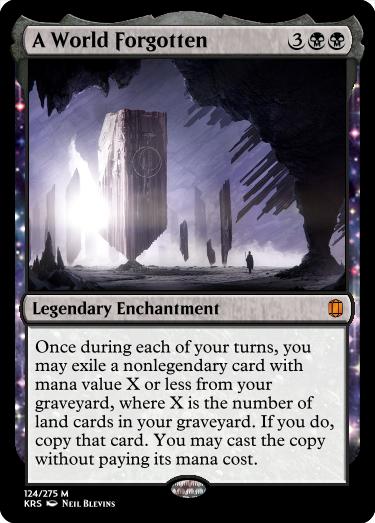 A World Forgotten 3
Legendary Enchantment
Once during each of your turns, you
may exile a nonlegendary card with
mana value X or less from your
graveyard, where X is the number of
land cards in your graveyard. If you do,
copy that card. You may cast the copy
without paying its mana cost.
124/275 M
KRS Neil Blevins